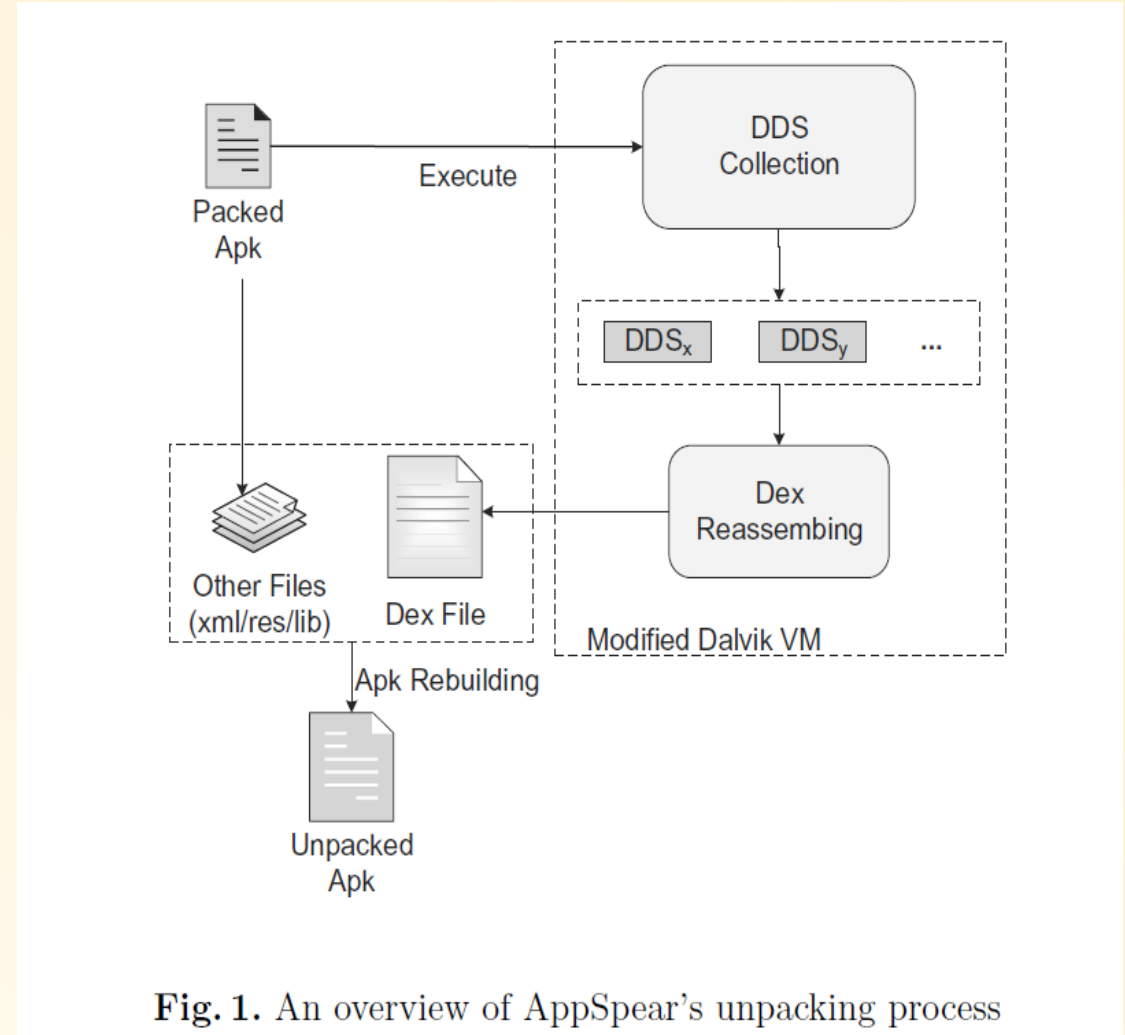 DDS
Collection
Execute
Packed
Apk
DDSx
DDSy
...
Dex
Reassembing
Other Files
(xml/res/lib)
Dex File
Modified Dalvik VM
Apk Rebuilding
Unpacked
Apk
Fig. 1. An overview of AppSpear's unpacking process